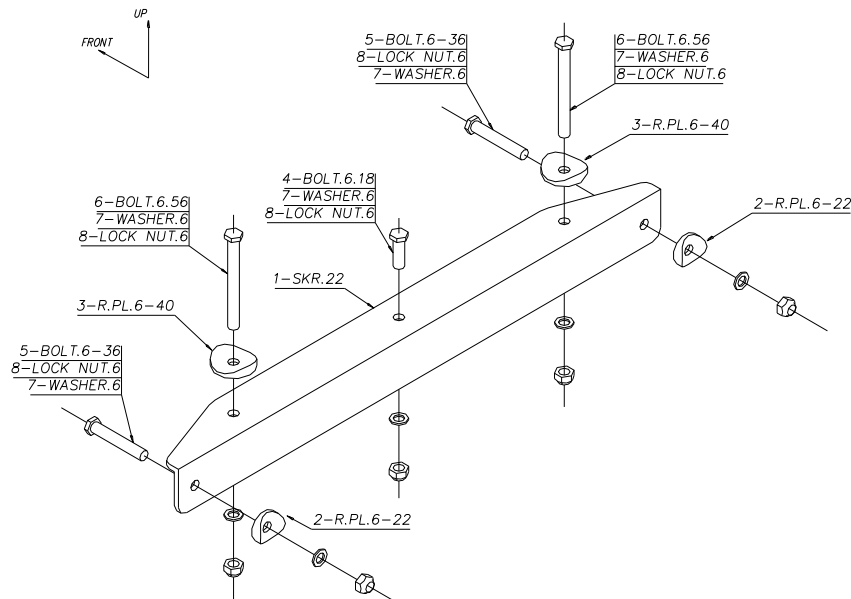 UP
FRONT
5-BOLT.6-36
8-LOCK NUT.6
7-WASHER.6
6-BOLT.6.56
7-WASHER.6
8-LOCK NUT.6
3-R.PL.6-40
4-BOLT.6.18
7-WASHER.6
8-LOCK NUT.6
6-BOLT.6.56
7-WASHER.6
8-LOCK NUT.6
2-R.PL.6-22
1-SKR.22
3-R.PL.6-40
5-BOLT.6-36
8-LOCK NUT.6
7-WASHER.6
2-R.PL.6-22